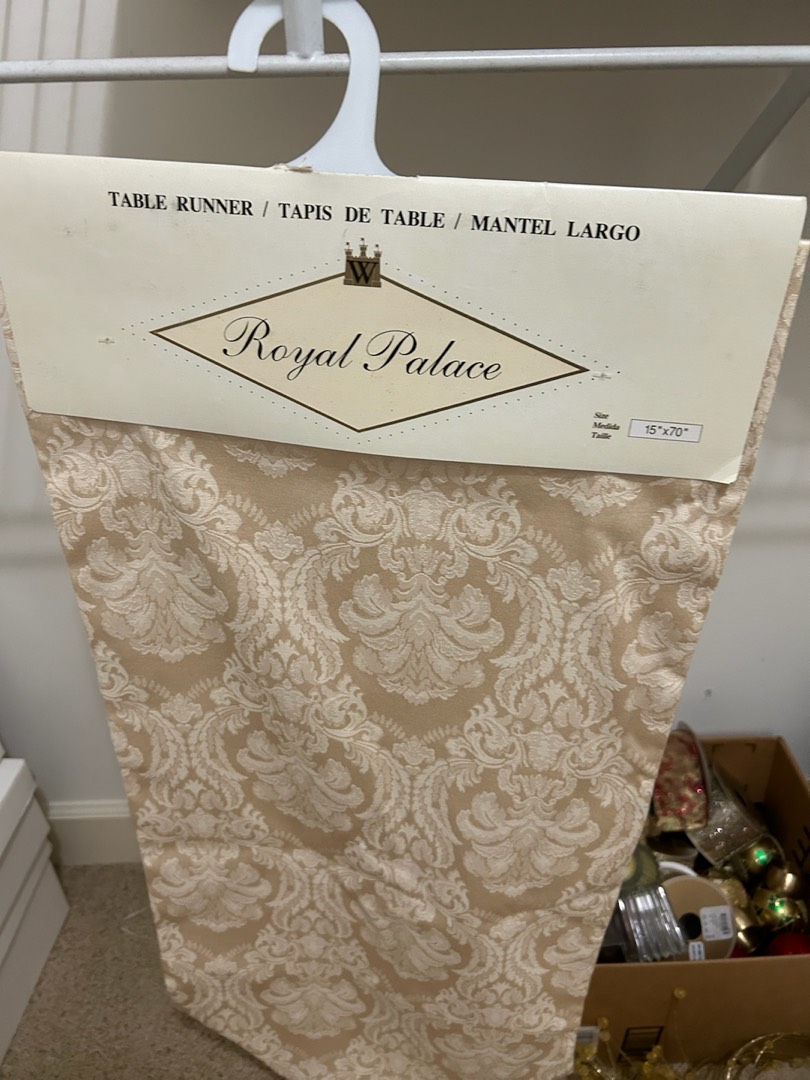 TABLE RUNNER / TAPIS DE TABLE / MANTEL LARGO
W
Royal Palace
Size
Medida
Taille
15"x70"